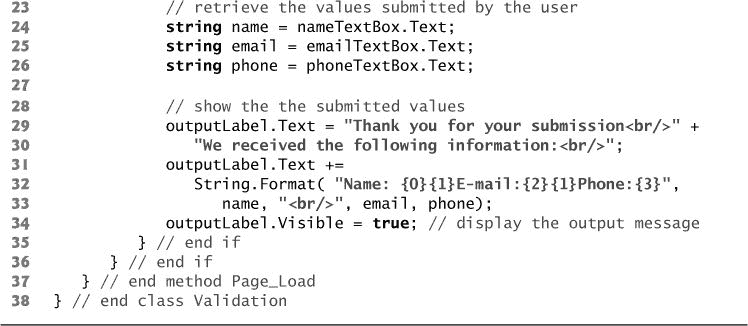 23 // retrieve the values submitted by the user
24 string name = nameTextBox.Text;
25 string email = emailTextBox.Text;
26 string phone = phoneTextBox.Text;
27
28 // show the the submitted values
29 outputLabel.Text = "Thank you for your submission<br/>" +
30 "We received the following information:<br/>";
31 outputLabel.Text +=
32 String.Format( "Name: {0}{1}E-mail:{2}{1}Phone:{3}",
33 name, "<br/>", email, phone);
34 outputLabel.Visible = true; // display the output message
35 } // end if
36 } // end if
37 } // end method Page_Load
38 } // end class Validation